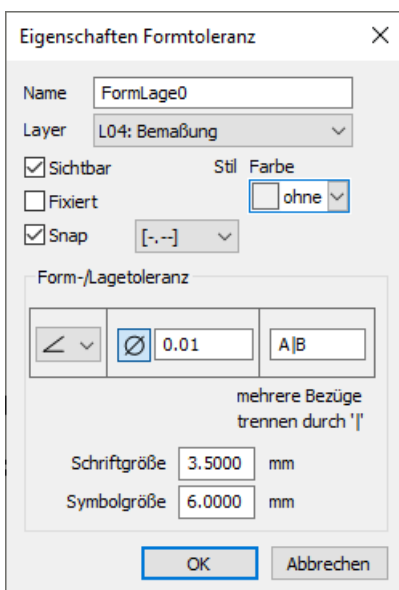 Eigenschaften Formtoleranz
Name FormLage0
Layer L04: Bemaßung
Sichtbar Stil Farbe
Fixiert ohne
Snap [-.--]
Form-/Lagetoleranz
∠ Ø 0.01 A|B
mehrere Bezüge
trennen durch '|'
Schriftgröße 3.5000 mm
Symbolgröße 6.0000 mm
OK Abbrechen